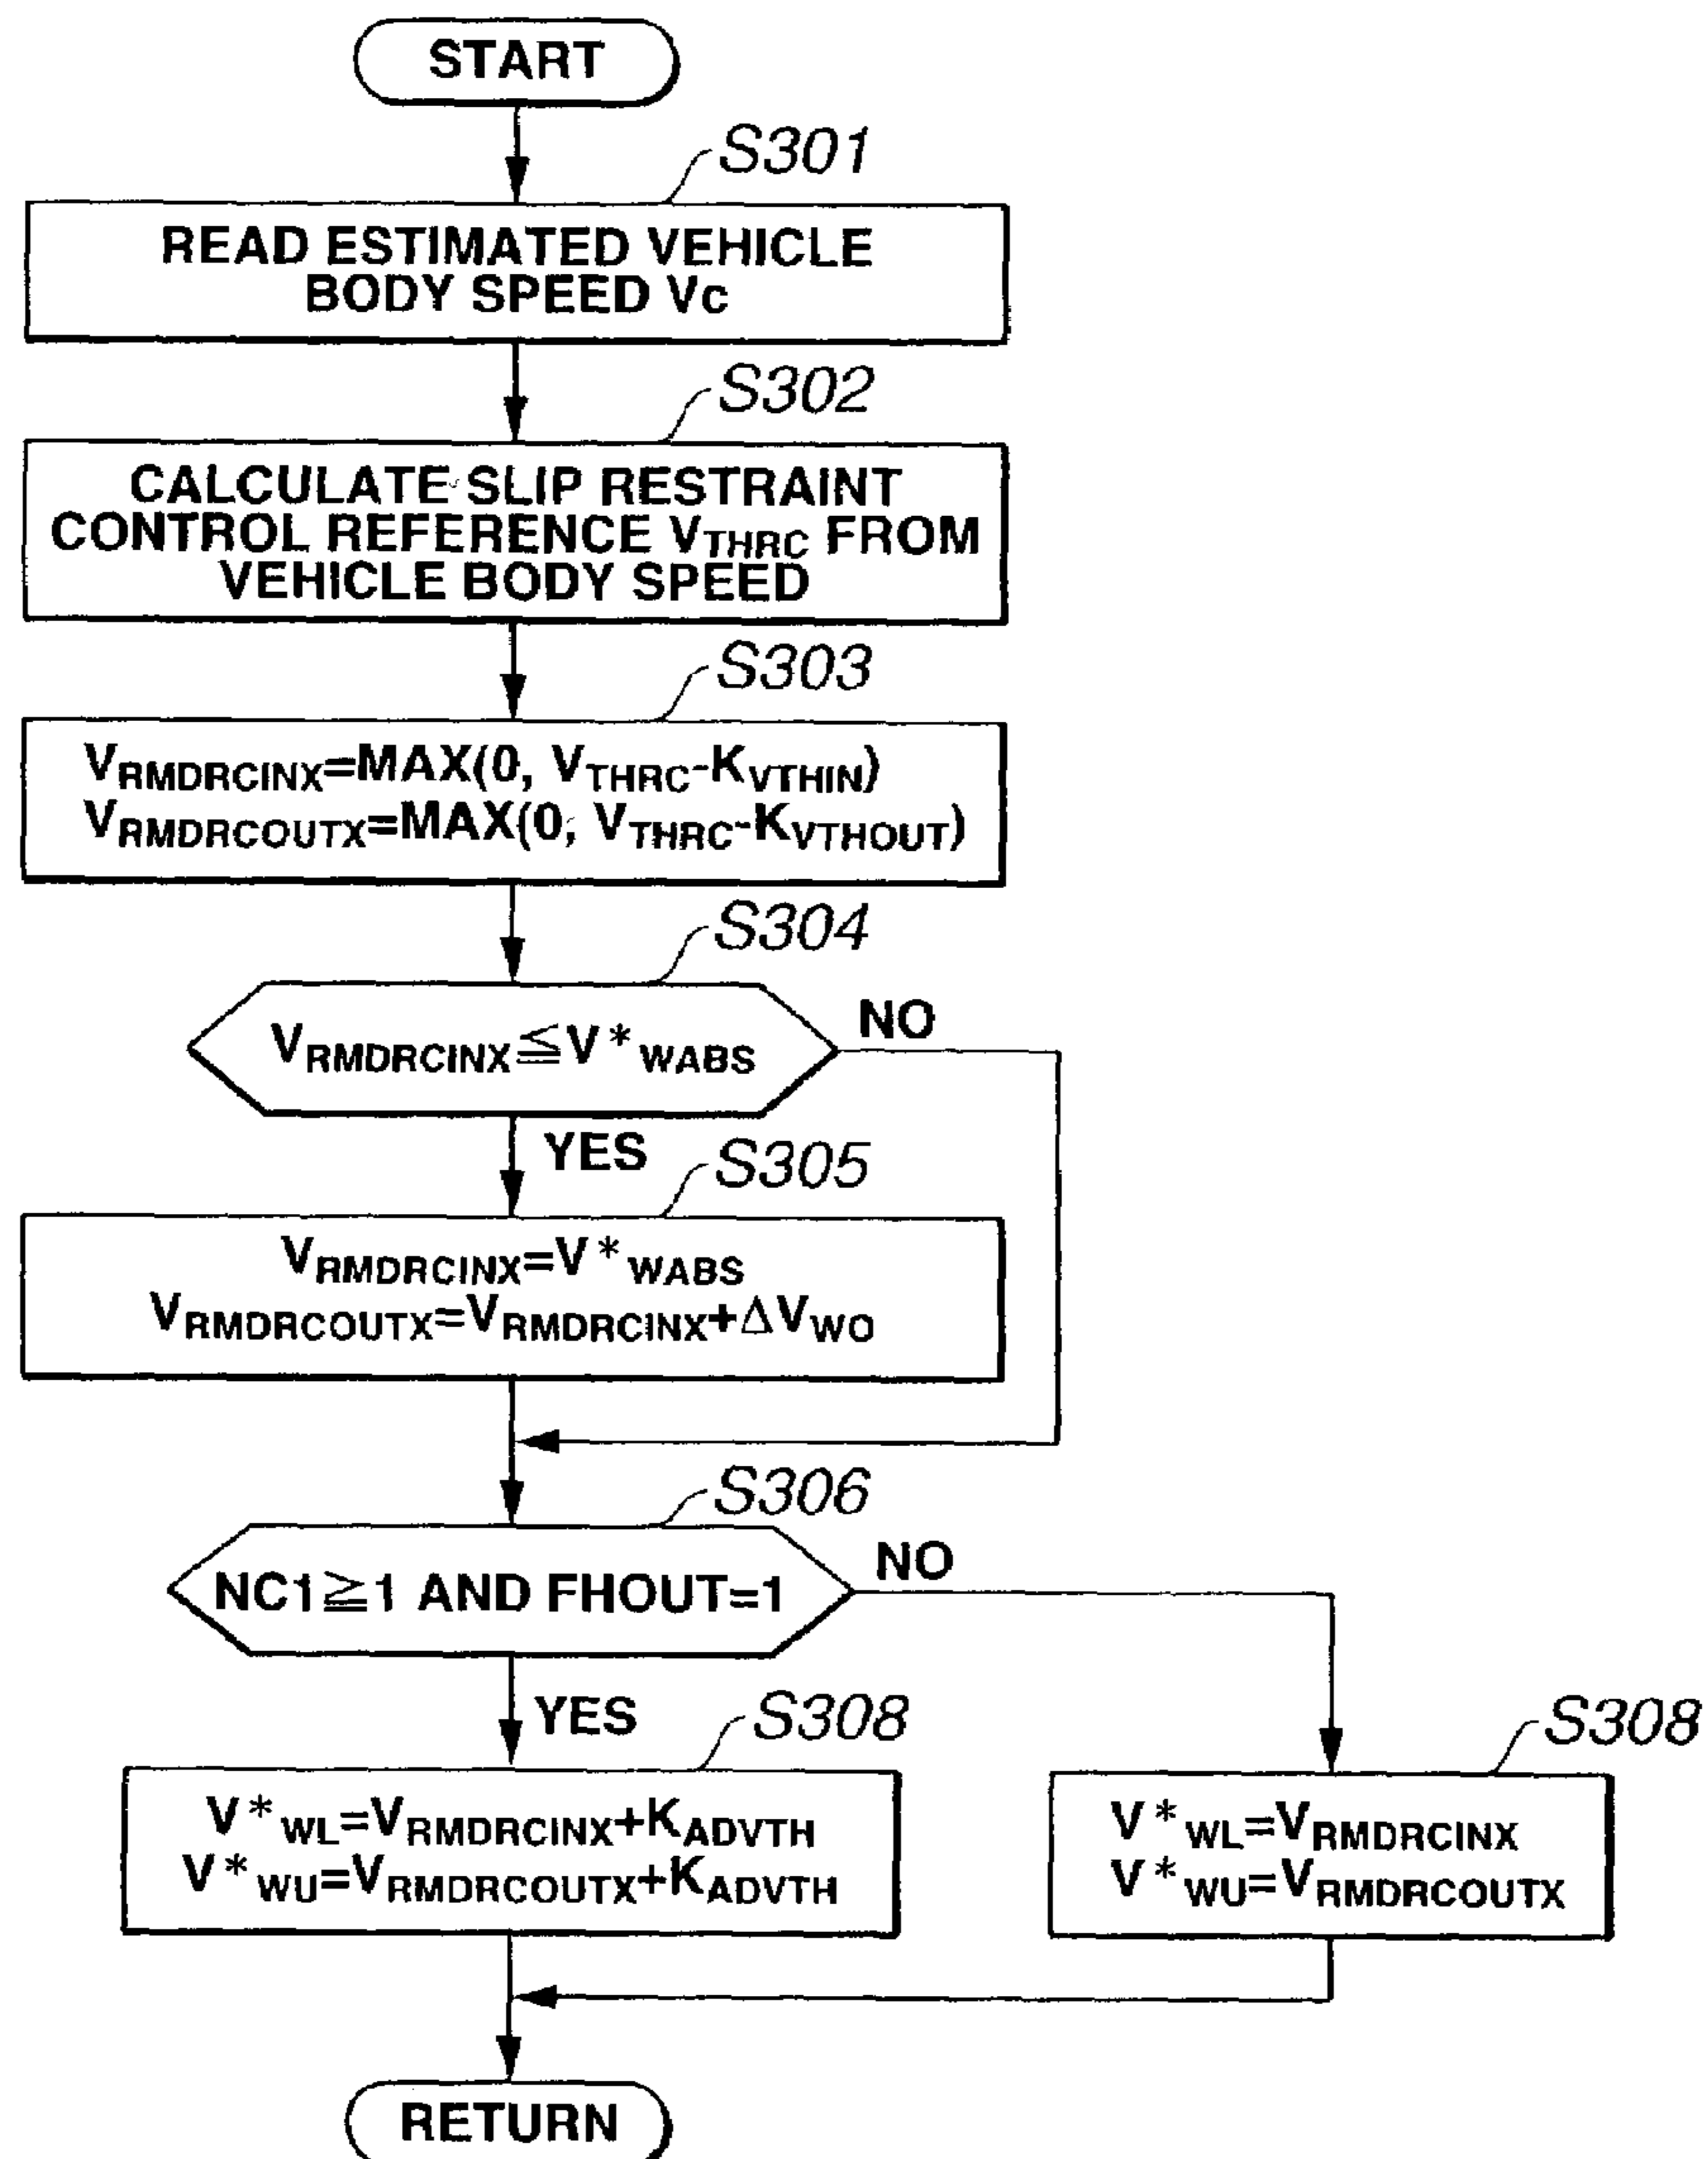 START
S301
READ ESTIMATED VEHICLE
BODY SPEED Vc
S302
CALCULATE SLIP RESTRAINT
CONTROL REFERENCE VTHRC FROM
VEHICLE BODY SPEED
S303
VRMDRCINX=MAX(0, VTHRC-KVTHIN)
VRMDRCOUTX=MAX(0, VTHRC-KVTHOUT)
S304
VRMDRCINX≦V*WABS
NO
YES
S305
VRMDRCINX=V*WABS
VRMDRCOUTX=VRMDRCINX+ΔVWO
S306
NC1≧1 AND FHOUT=1
NO
YES
S308
V*WL=VRMDRCINX+KADVTH
V*WU=VRMDRCOUTX+KADVTH
S308
V*WL=VRMDRCINX
V*WU=VRMDRCOUTX
RETURN